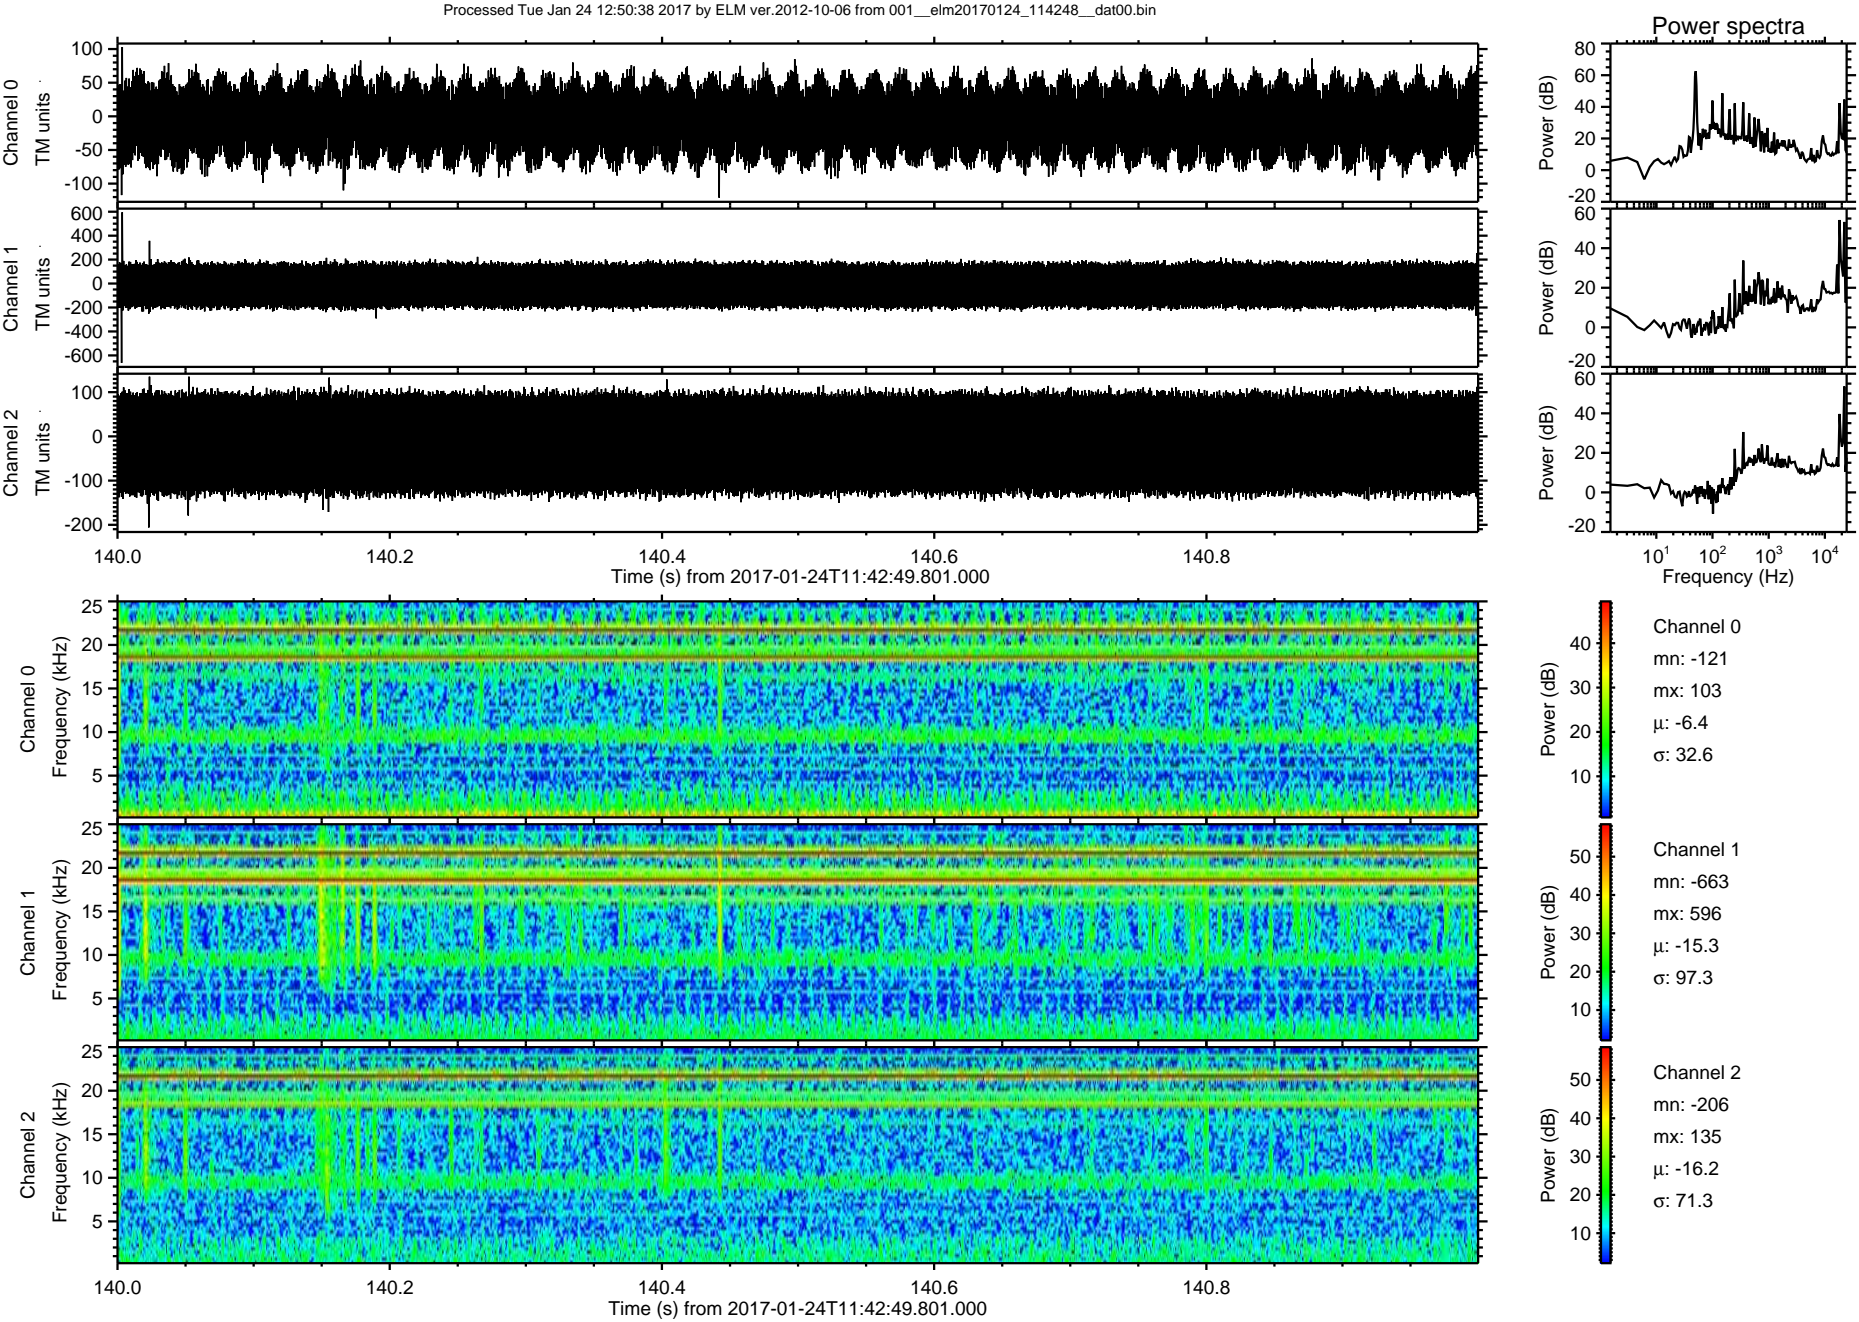 Processed Tue Jan 24 12:50:38 2017 by ELM ver.2012-10-06 from 001__elm20170124_114248__dat00.bin
Power spectra
Channel 0
TM units
100
50
0
-50
-100
Power (dB)
80
60
40
20
0
-20
Channel 1
TM units
600
400
200
0
-200
-400
-600
Power (dB)
60
40
20
0
-20
Channel 2
TM units
100
0
-100
-200
Power (dB)
60
40
20
0
-20
140.0 140.2 140.4 140.6 140.8
Time (s) from 2017-01-24T11:42:49.801.000
10^1 10^2 10^3 10^4
Frequency (Hz)
Channel 0
Frequency (kHz)
25
20
15
10
5
Power (dB)
40
30
20
10
Channel 0
mn: -121
mx: 103
μ: -6.4
σ: 32.6
Channel 1
Frequency (kHz)
25
20
15
10
5
Power (dB)
50
40
30
20
10
Channel 1
mn: -663
mx: 596
μ: -15.3
σ: 97.3
Channel 2
Frequency (kHz)
25
20
15
10
5
Power (dB)
50
40
30
20
10
Channel 2
mn: -206
mx: 135
μ: -16.2
σ: 71.3
140.0 140.2 140.4 140.6 140.8
Time (s) from 2017-01-24T11:42:49.801.000